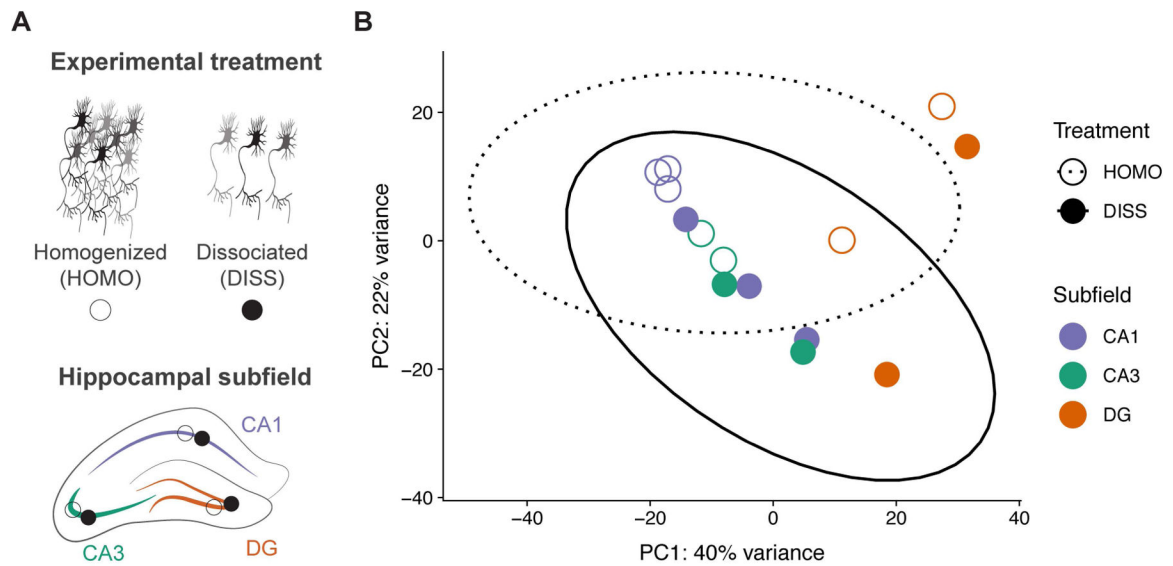 A
Experimental treatment
Homogenized
(HOMO)
Dissociated
(DISS)
Hippocampal subfield
CA1
CA3
DG
B
PC2: 22% variance
20
0
−20
−40
−40
−20
0
20
40
PC1: 40% variance
Treatment
HOMO
DISS
Subfield
CA1
CA3
DG